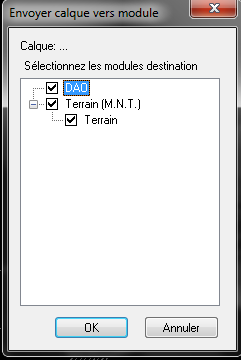 Envoyer calque vers module
Calque: ...
Sélectionnez les modules destination
DAO
Terrain (M.N.T.)
Terrain
OK
Annuler